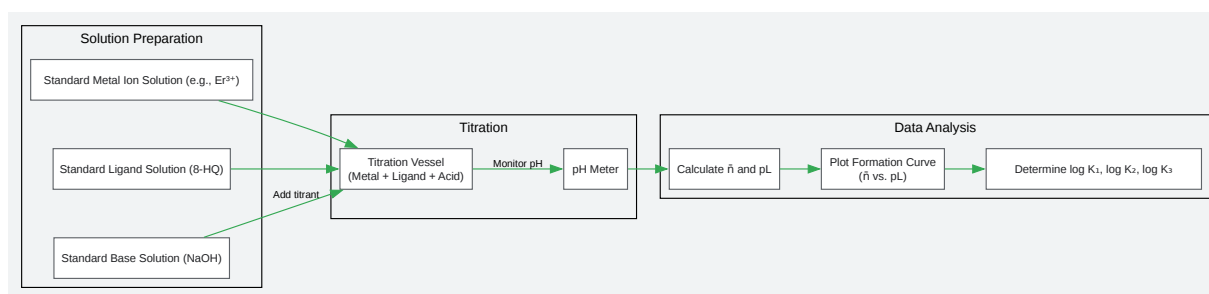 Solution Preparation
Standard Metal Ion Solution (e.g., Er³⁺)
Standard Ligand Solution (8-HQ)
Add titrant
Standard Base Solution (NaOH)
Titration
Titration Vessel
(Metal + Ligand + Acid)
Monitor pH
pH Meter
Data Analysis
Calculate ñ and pL
Plot Formation Curve
(ñ vs. pL)
Determine log K₁, log K₂, log K₃